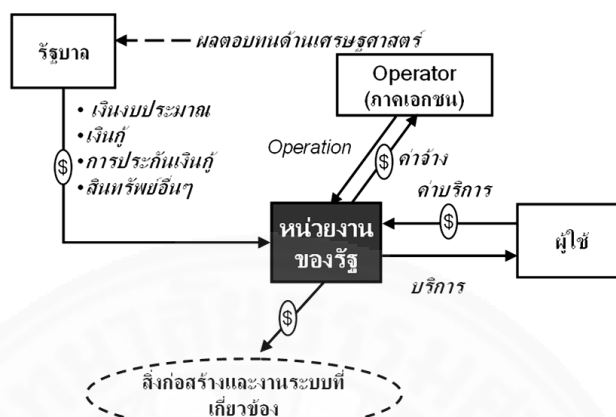 รัฐบาล
ผลตอบทนด้านเศรษฐศาสตร์
Operator
(ภาคเอกชน)
• เงินงบประมาณ
•เงินกู้
• การประกันเงินกู้
•สินทรัพย์อื่นๆ
$
Operation
$
ค่าจ้าง
ค่าบริการ
$
หน่วยงาน
ของรัฐ
ผู้ใช้
บริการ
$
สิ่งก่อสร้างและงานระบบที่
เกี่ยวข้อง